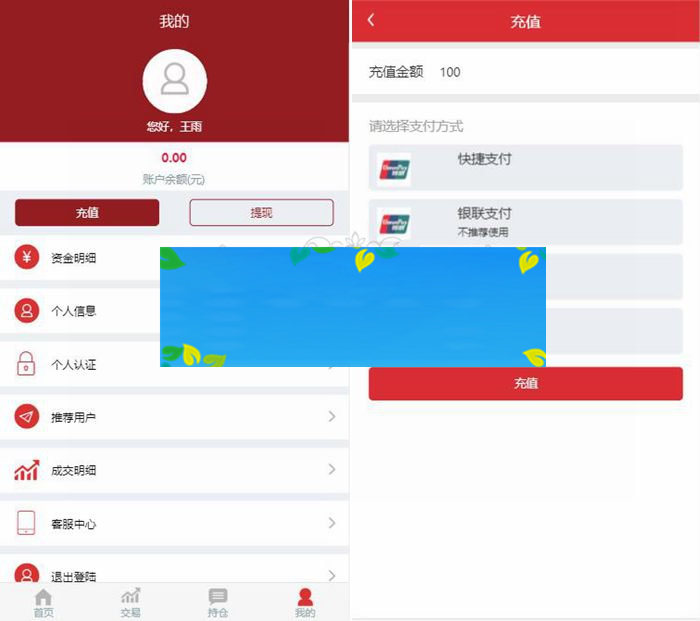 我的
您好，王雨
0.00
账户余额(元)
充值
提现
资金明细
个人信息
个人认证
推荐用户
成交明细
客服中心
退出登陆
首页
交易
持仓
我的
充值
充值金额 100
请选择支付方式
快捷支付
银联支付
不推荐使用
充值